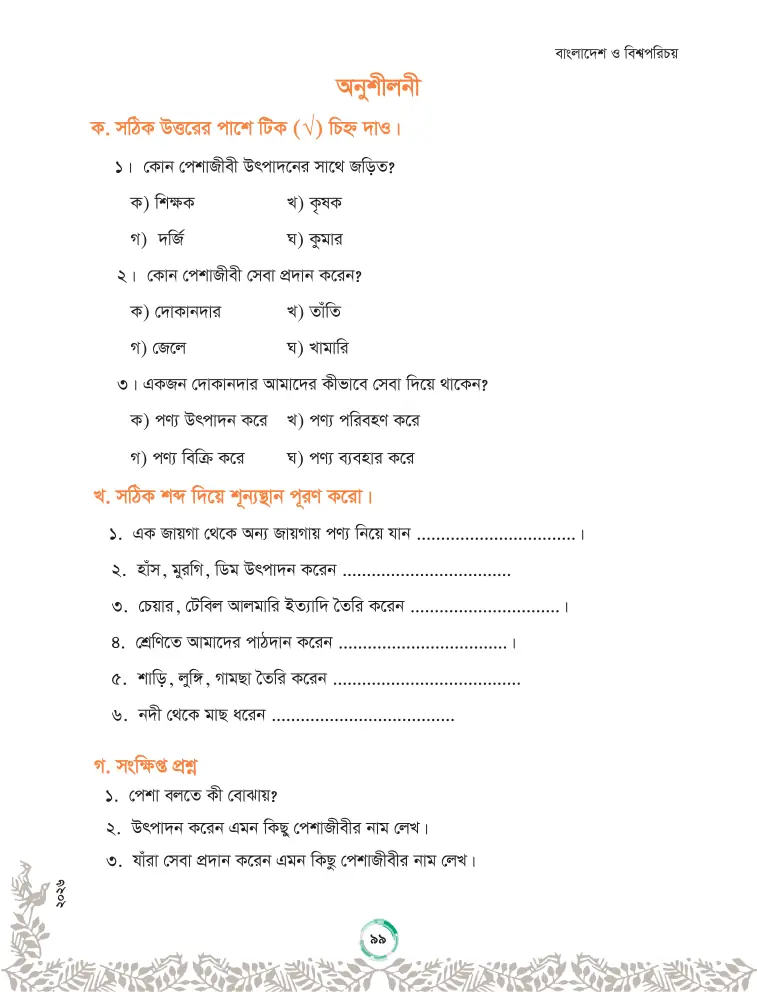 বাংলাদেশ ও বিশ্বপরিচয়
অনুশীলনী
ক. সঠিক উত্তরের পাশে টিক (√) চিহ্ন দাও।
১। কোন পেশাজীবী উৎপাদনের সাথে জড়িত?
ক) শিক্ষক খ) কৃষক
গ) দর্জি ঘ) কুমার
২। কোন পেশাজীবী সেবা প্রদান করেন?
ক) দোকানদার খ) তাঁতি
গ) জেলে ঘ) খামারি
৩। একজন দোকানদার আমাদের কীভাবে সেবা দিয়ে থাকেন?
ক) পণ্য উৎপাদন করে খ) পণ্য পরিবহণ করে
গ) পণ্য বিক্রি করে ঘ) পণ্য ব্যবহার করে
খ. সঠিক শব্দ দিয়ে শূন্যস্থান পূরণ করো।
১. এক জায়গা থেকে অন্য জায়গায় পণ্য নিয়ে যান .................................।
২. হাঁস, মুরগি, ডিম উৎপাদন করেন ...................................
৩. চেয়ার, টেবিল আলমারি ইত্যাদি তৈরি করেন ...............................।
৪. শ্রেণিতে আমাদের পাঠদান করেন ...................................।
৫. শাড়ি, লুঙ্গি, গামছা তৈরি করেন .......................................
৬. নদী থেকে মাছ ধরেন ......................................
গ. সংক্ষিপ্ত প্রশ্ন
১. পেশা বলতে কী বোঝায়?
২. উৎপাদন করেন এমন কিছু পেশাজীবীর নাম লেখ।
৩. যাঁরা সেবা প্রদান করেন এমন কিছু পেশাজীবীর নাম লেখ।
২০২৬
৯৯